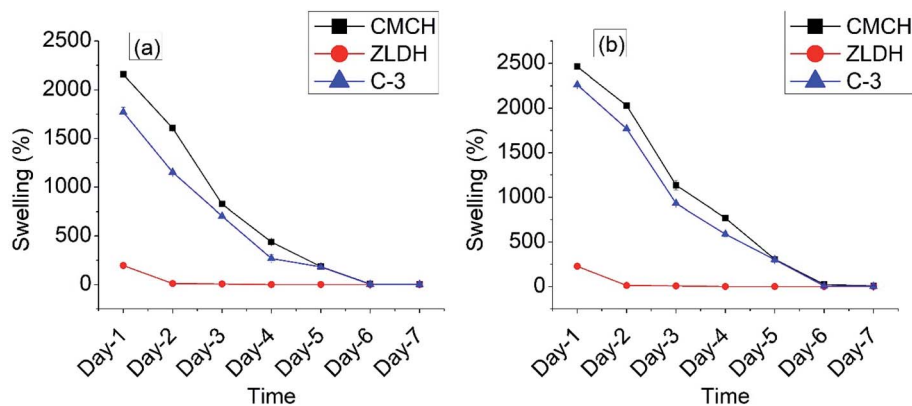 (a)
CMCH
ZLDH
C-3
2500
2000
1500
1000
500
0
Swelling (%)
Day-1
Day-2
Day-3
Day-4
Day-5
Day-6
Day-7
Time
(b)
CMCH
ZLDH
C-3
2500
2000
1500
1000
500
0
Swelling (%)
Day-1
Day-2
Day-3
Day-4
Day-5
Day-6
Day-7
Time